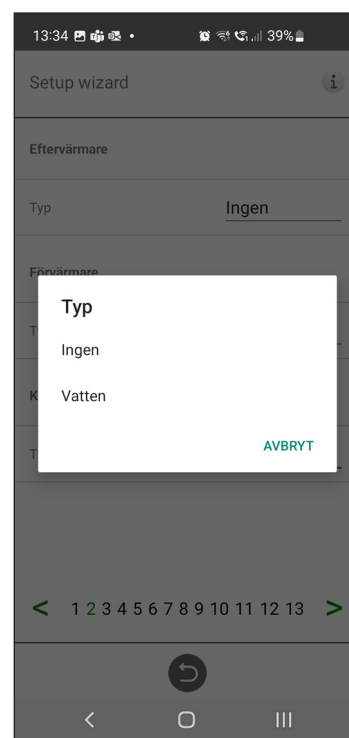 13:34 39%
Setup wizard i
Eftervärmare
Typ Ingen
Förvärmare
Typ
Ingen
Vatten
AVBRYT
T
K
T
< 1 2 3 4 5 6 7 8 9 10 11 12 13 >